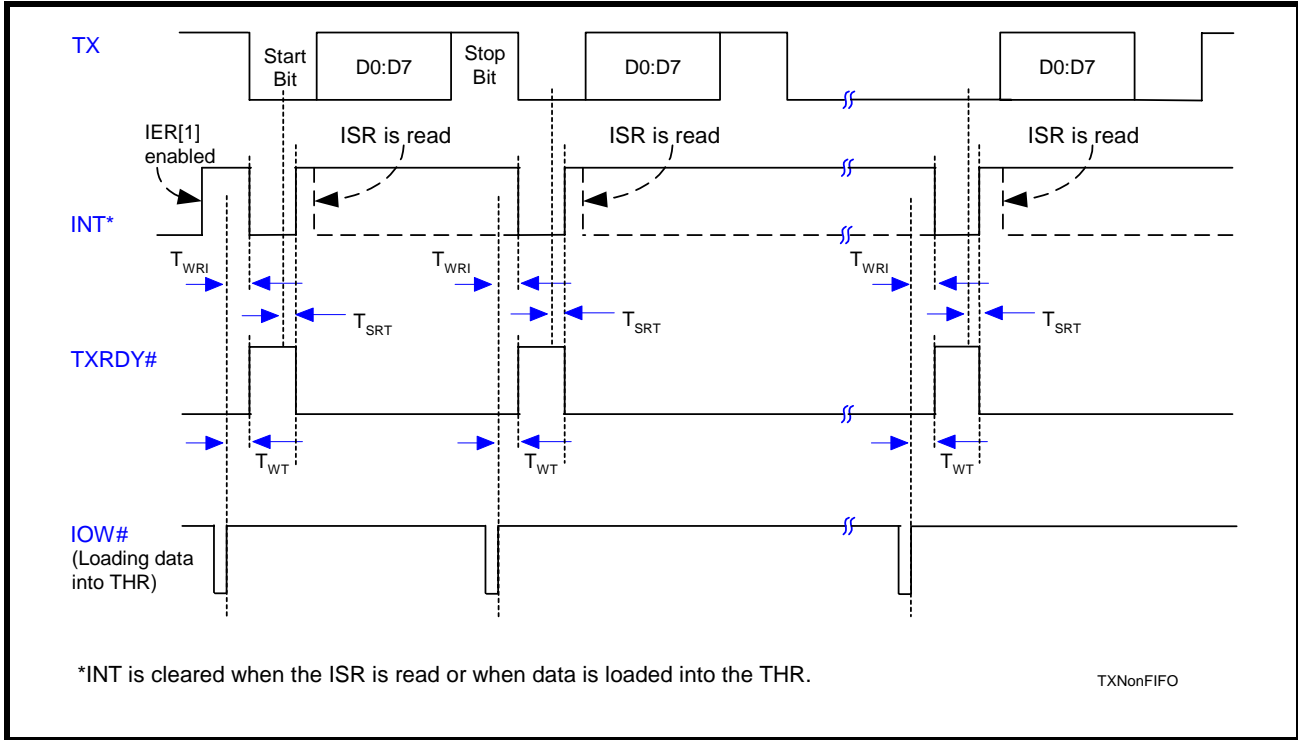 TX
Start
Bit
D0:D7
Stop
Bit
D0:D7
D0:D7
IER[1]
enabled
ISR is read
ISR is read
ISR is read
INT*
TWRI
TWRI
TWRI
TSRT
TSRT
TSRT
TXRDY#
TWT
TWT
TWT
IOW#
(Loading data
into THR)
*INT is cleared when the ISR is read or when data is loaded into the THR.
TXNonFIFO